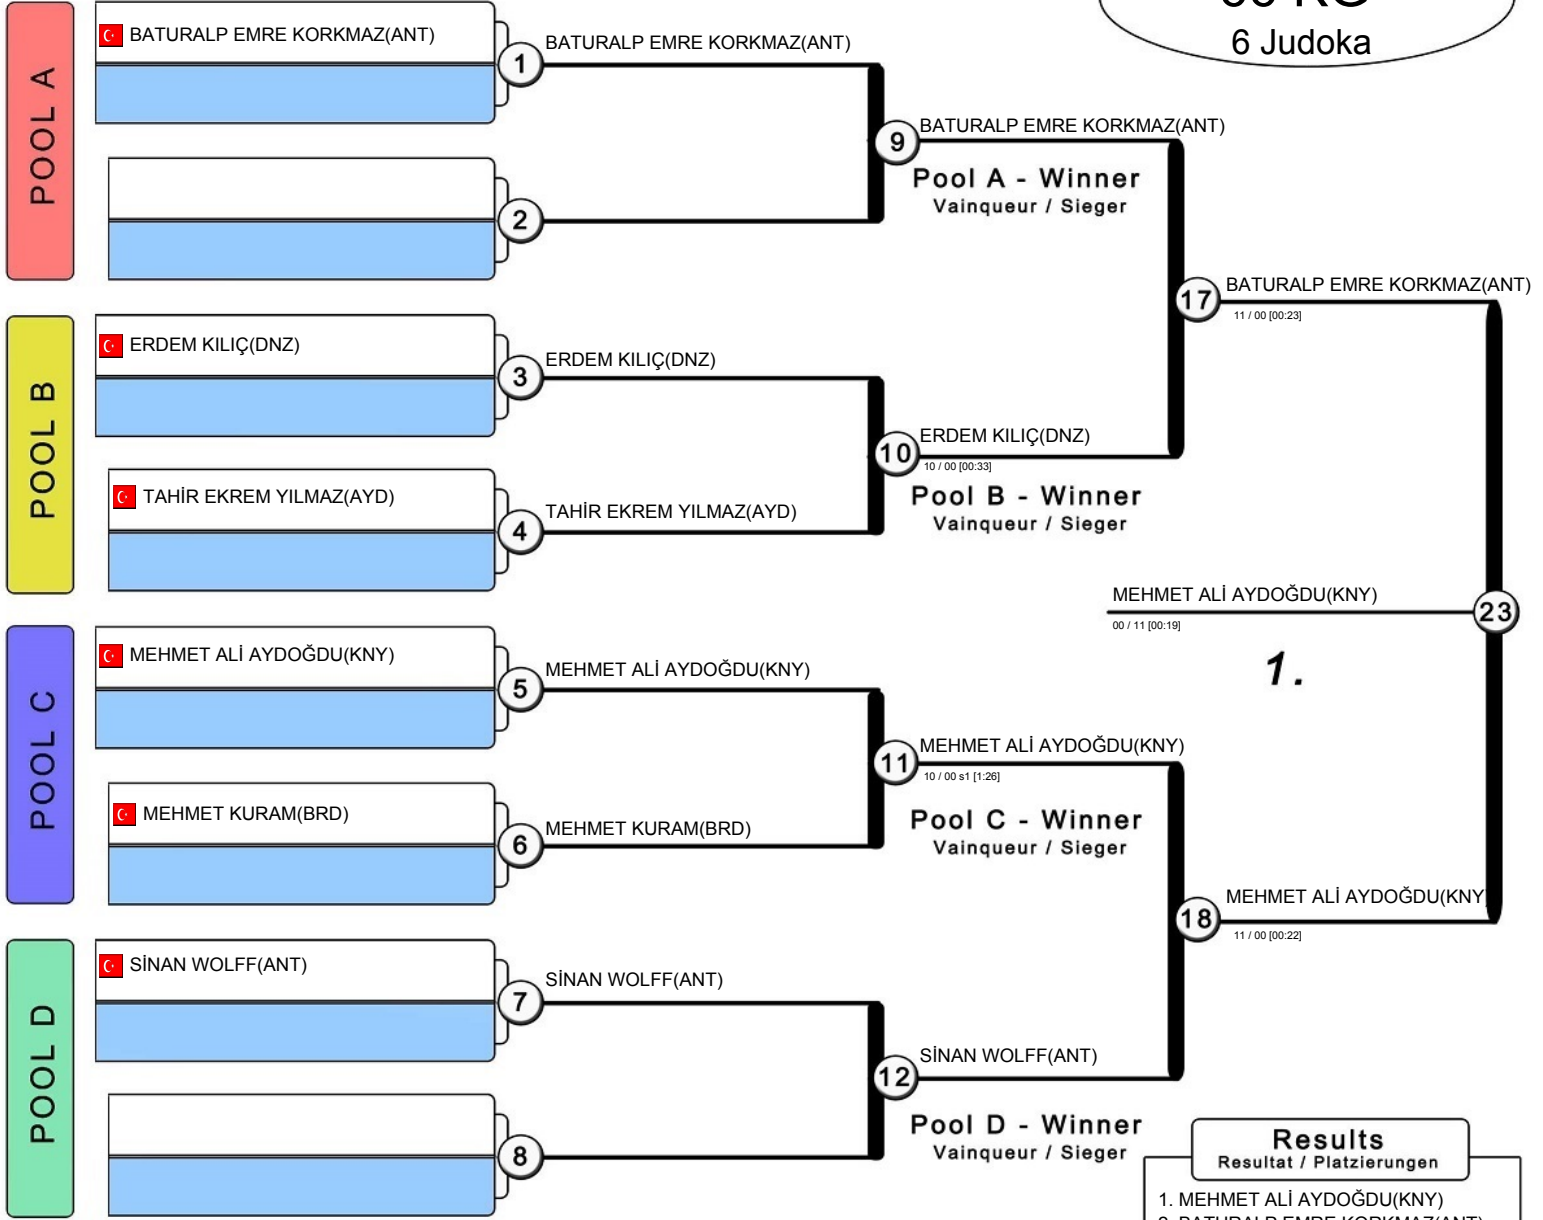 6 Judoka
POOL A
BATURALP EMRE KORKMAZ(ANT)
1
BATURALP EMRE KORKMAZ(ANT)
2
9
BATURALP EMRE KORKMAZ(ANT)
Pool A - Winner
Vainqueur / Sieger
17
BATURALP EMRE KORKMAZ(ANT)
11 / 00 [00:23]
POOL B
ERDEM KILIÇ(DNZ)
3
ERDEM KILIÇ(DNZ)
TAHİR EKREM YILMAZ(AYD)
4
TAHİR EKREM YILMAZ(AYD)
10
ERDEM KILIÇ(DNZ)
10 / 00 [00:33]
Pool B - Winner
Vainqueur / Sieger
MEHMET ALİ AYDOĞDU(KNY)
00 / 11 [00:19]
23
1.
POOL C
MEHMET ALİ AYDOĞDU(KNY)
5
MEHMET ALİ AYDOĞDU(KNY)
MEHMET KURAM(BRD)
6
MEHMET KURAM(BRD)
11
MEHMET ALİ AYDOĞDU(KNY)
10 / 00 s1 [1:26]
Pool C - Winner
Vainqueur / Sieger
18
MEHMET ALİ AYDOĞDU(KNY)
11 / 00 [00:22]
POOL D
SİNAN WOLFF(ANT)
7
SİNAN WOLFF(ANT)
8
12
SİNAN WOLFF(ANT)
Pool D - Winner
Vainqueur / Sieger
Results
Resultat / Platzierungen
1. MEHMET ALİ AYDOĞDU(KNY)
2. BATURALP EMRE KORKMAZ(ANT)